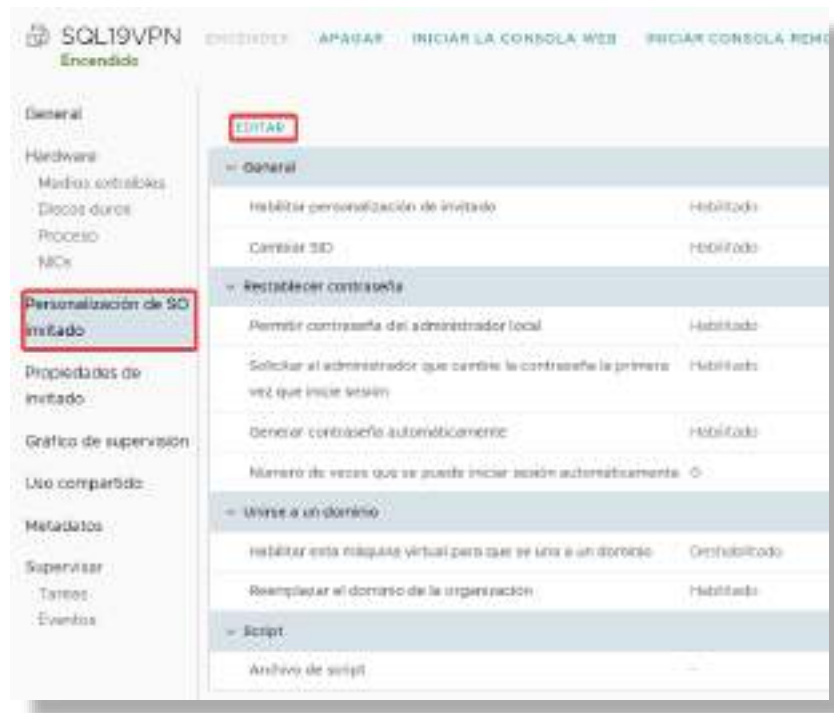 SQL19VPN
Encendido
ENCENDER APAGAR INICIAR LA CONSOLA WEB INICIAR CONSOLA REMO
General
Hardware
Medios extraíbles
Discos duros
Proceso
NICs
Personalización de SO
invitado
Propiedades de
invitado
Gráfico de supervisión
Uso compartido
Metadatos
Supervisar
Tareas
Eventos
EDITAR
General
Habilitar personalización de invitado Habilitado
Cambiar SID Habilitado
Restablecer contraseña
Permitir contraseña del administrador local Habilitado
Solicitar al administrador que cambie la contraseña la primera Habilitado
vez que inicie sesión
Generar contraseña automáticamente Habilitado
Número de veces que se puede iniciar sesión automáticamente 0
Unirse a un dominio
Habilitar esta máquina virtual para que se una a un dominio Deshabilitado
Reemplazar el dominio de la organización Habilitado
Script
Archivo de script -